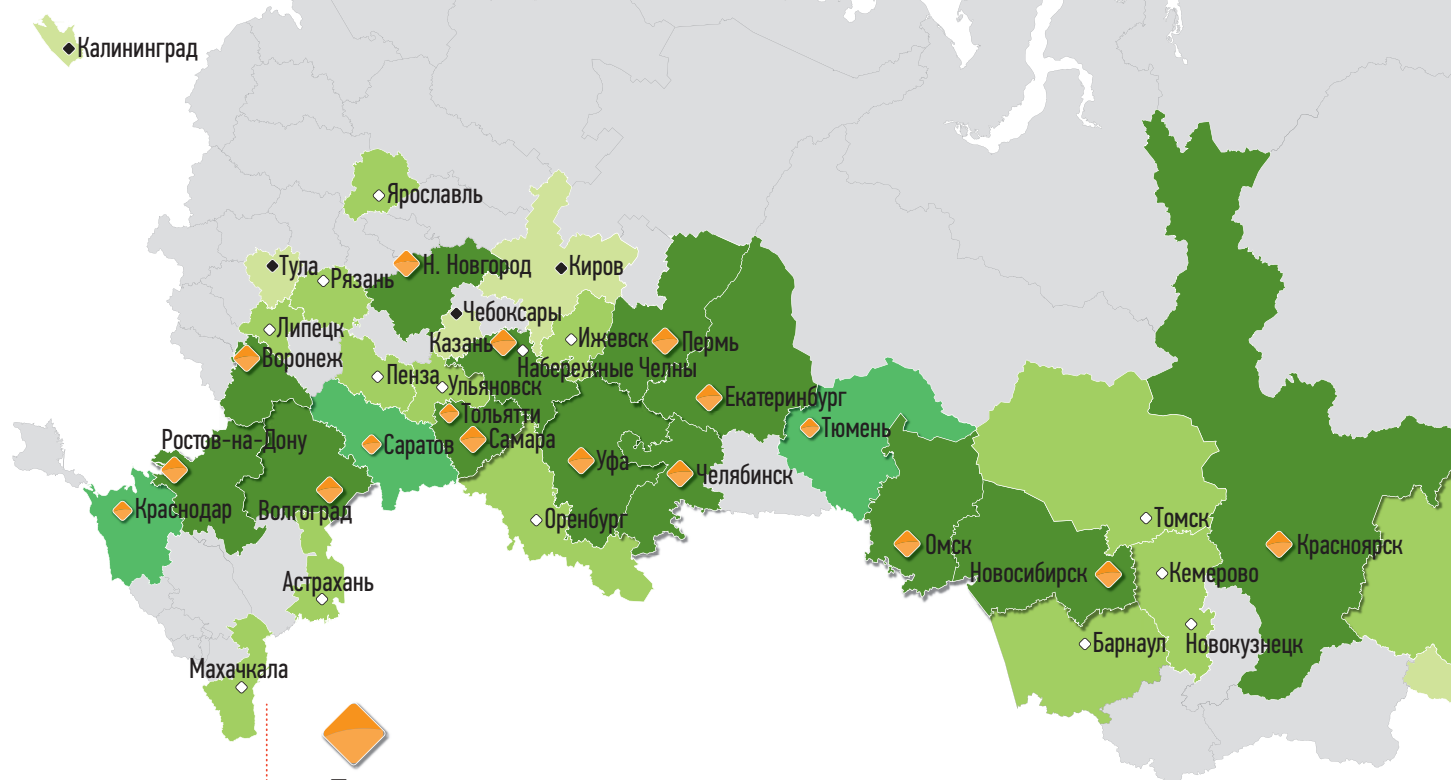 Калининград
Ярославль
Тула
Рязань
Н. Новгород
Киров
Чебоксары
Липецк
Казань
Ижевск
Пермь
Воронеж
Набережные Челны
Пенза
Ульяновск
Екатеринбург
Тольятти
Тюмень
Ростов-на-Дону
Саратов
Самара
Уфа
Челябинск
Краснодар
Волгоград
Оренбург
Томск
Омск
Красноярск
Новосибирск
Кемерово
Астрахань
Барнаул
Новокузнецк
Махачкала